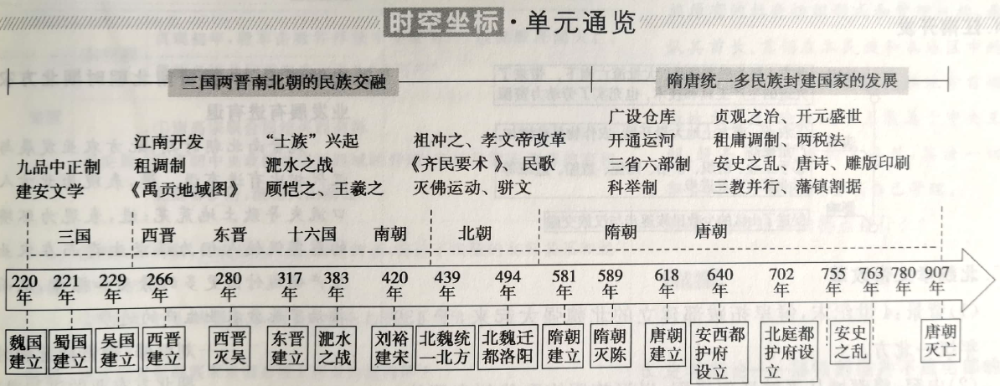 时空坐标·单元通览
三国两晋南北朝的民族交融
隋唐统一多民族封建国家的发展
九品中正制
建安文学
江南开发
租调制
《禹贡地域图》
“士族”兴起
淝水之战
顾恺之、王羲之
祖冲之、孝文帝改革
《齐民要术》、民歌
灭佛运动、骈文
广设仓库
开通运河
三省六部制
科举制
贞观之治、开元盛世
租庸调制、两税法
安史之乱、唐诗、雕版印刷
三教并行、藩镇割据
三国 西晋 东晋 十六国 南朝 北朝 隋朝 唐朝
220年 221年 229年 266年 280年 317年 383年 420年 439年 494年 581年 589年 618年 640年 702年 755年 763年 780年 907年
魏国
建立
蜀国
建立
吴国
建立
西晋
建立
西晋
灭吴
东晋
建立
淝水
之战
刘裕
建宋
北魏统
一北方
北魏迁
都洛阳
隋朝
建立
隋朝
灭陈
唐朝
建立
安西都
护府
设立
北庭都
护府设
立
安史
之乱
唐朝
灭亡